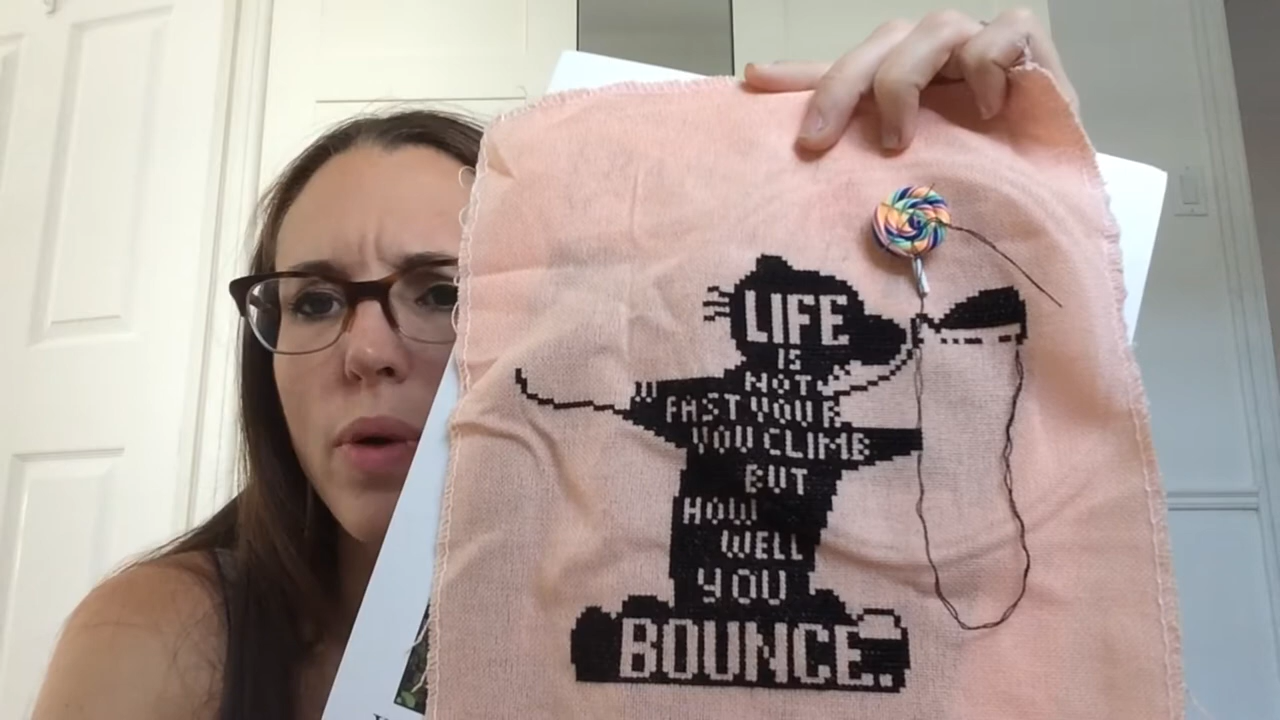 LIFE
IS
NOT
FAST YOUR
YOU CLIMB
BUT
HOW
WELL
YOU
BOUNCE.